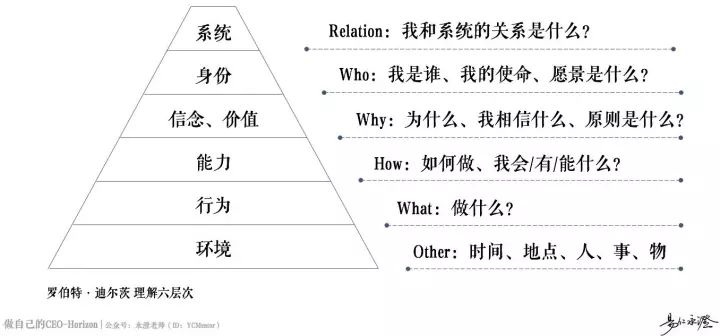 系统
Relation：我和系统的关系是什么？
身份
Who：我是谁、我的使命、愿景是什么？
信念、价值
Why：为什么、我相信什么、原则是什么？
能力
How：如何做、我会/有/能什么？
行为
What：做什么？
环境
Other：时间、地点、人、事、物
罗伯特·迪尔茨 理解六层次
做自己的CEO-Horizon | 公众号：永澄老师（ID：YCMencar）
易仁永澄